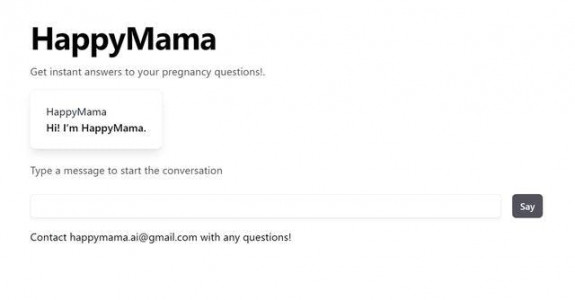 HappyMama
Get instant answers to your pregnancy questions!.
HappyMama
Hi! I'm HappyMama.
Type a message to start the conversation
Say
Contact happymama.ai@gmail.com with any questions!